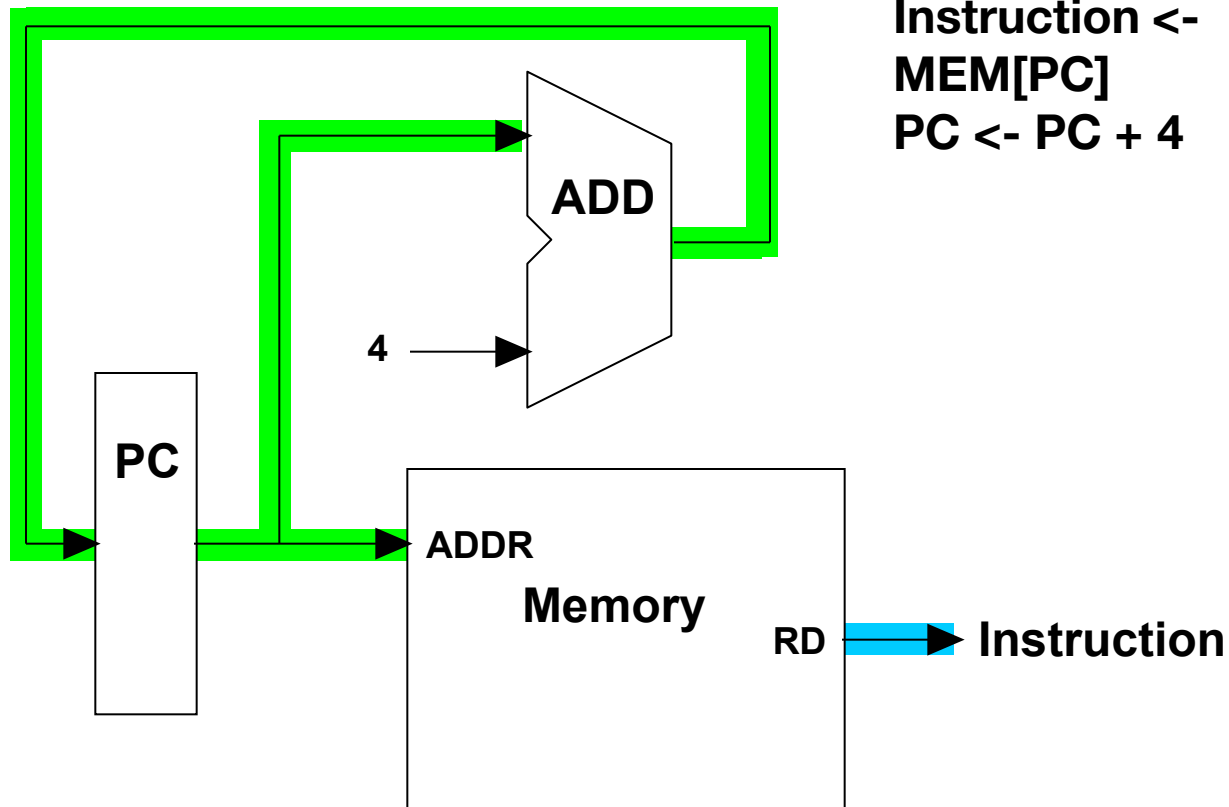 Instruction <-
MEM[PC]
PC <- PC + 4
ADD
4
PC
ADDR
Memory
RD
Instruction